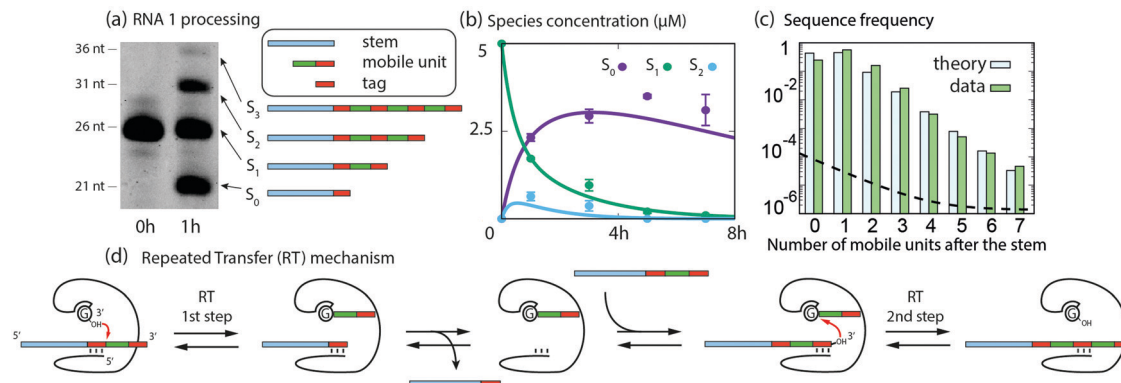 (a) RNA 1 processing
36 nt
31 nt
26 nt
21 nt
0h 1h
stem
mobile unit
tag
S3
S2
S1
S0
(b) Species concentration (μM)
5
2.5
0 4h 8h
S0 S1 S2
(c) Sequence frequency
1
10-2
10-4
10-6
theory
data
0 1 2 3 4 5 6 7
Number of mobile units after the stem
(d) Repeated Transfer (RT) mechanism
G 3′
OH
5′ 3′
5′
RT
1st step
G
G
G
3′
OH
RT
2nd step
G
OH